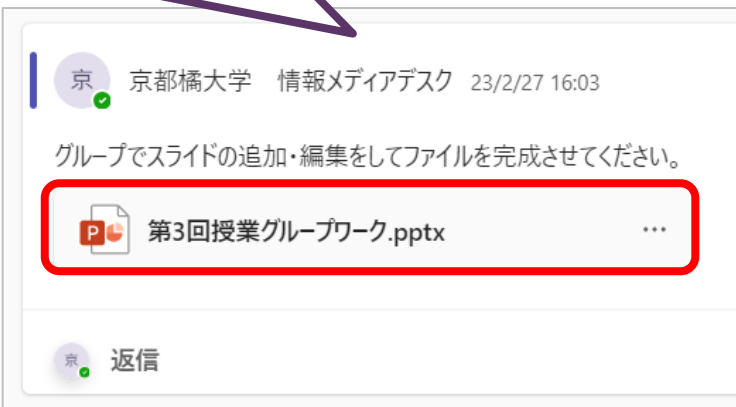 京 京都橘大学 情報メディアデスク 23/2/27 16:03
グループでスライドの追加・編集をしてファイルを完成させてください。
P 第3回授業グループワーク.pptx ...
京 返信